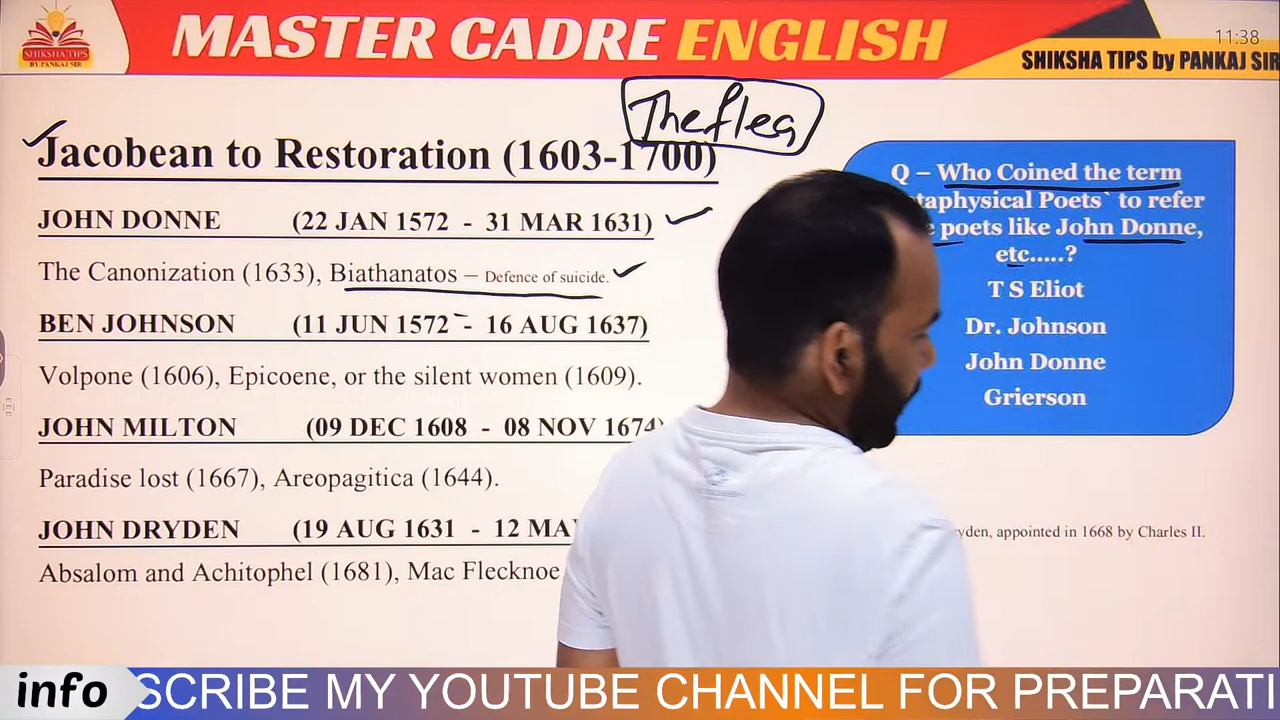 SHIKSHA TIPS
BY PANKAJ SIR
MASTER CADRE ENGLISH
11:38
SHIKSHA TIPS by PANKAJ SIR
The flea
Jacobean to Restoration (1603-1700)
JOHN DONNE (22 JAN 1572 - 31 MAR 1631)
The Canonization (1633), Biathanatos – Defence of suicide.
BEN JOHNSON (11 JUN 1572 - 16 AUG 1637)
Volpone (1606), Epicoene, or the silent women (1609).
JOHN MILTON (09 DEC 1608 - 08 NOV 1674)
Paradise lost (1667), Areopagitica (1644).
JOHN DRYDEN (19 AUG 1631 - 12 MA
Absalom and Achitophel (1681), Mac Flecknoe
Q – Who Coined the term
taphysical Poets` to refer
e poets like John Donne,
etc.....?
T S Eliot
Dr. Johnson
John Donne
Grierson
ryden, appointed in 1668 by Charles II.
info
SCRIBE MY YOUTUBE CHANNEL FOR PREPARATI